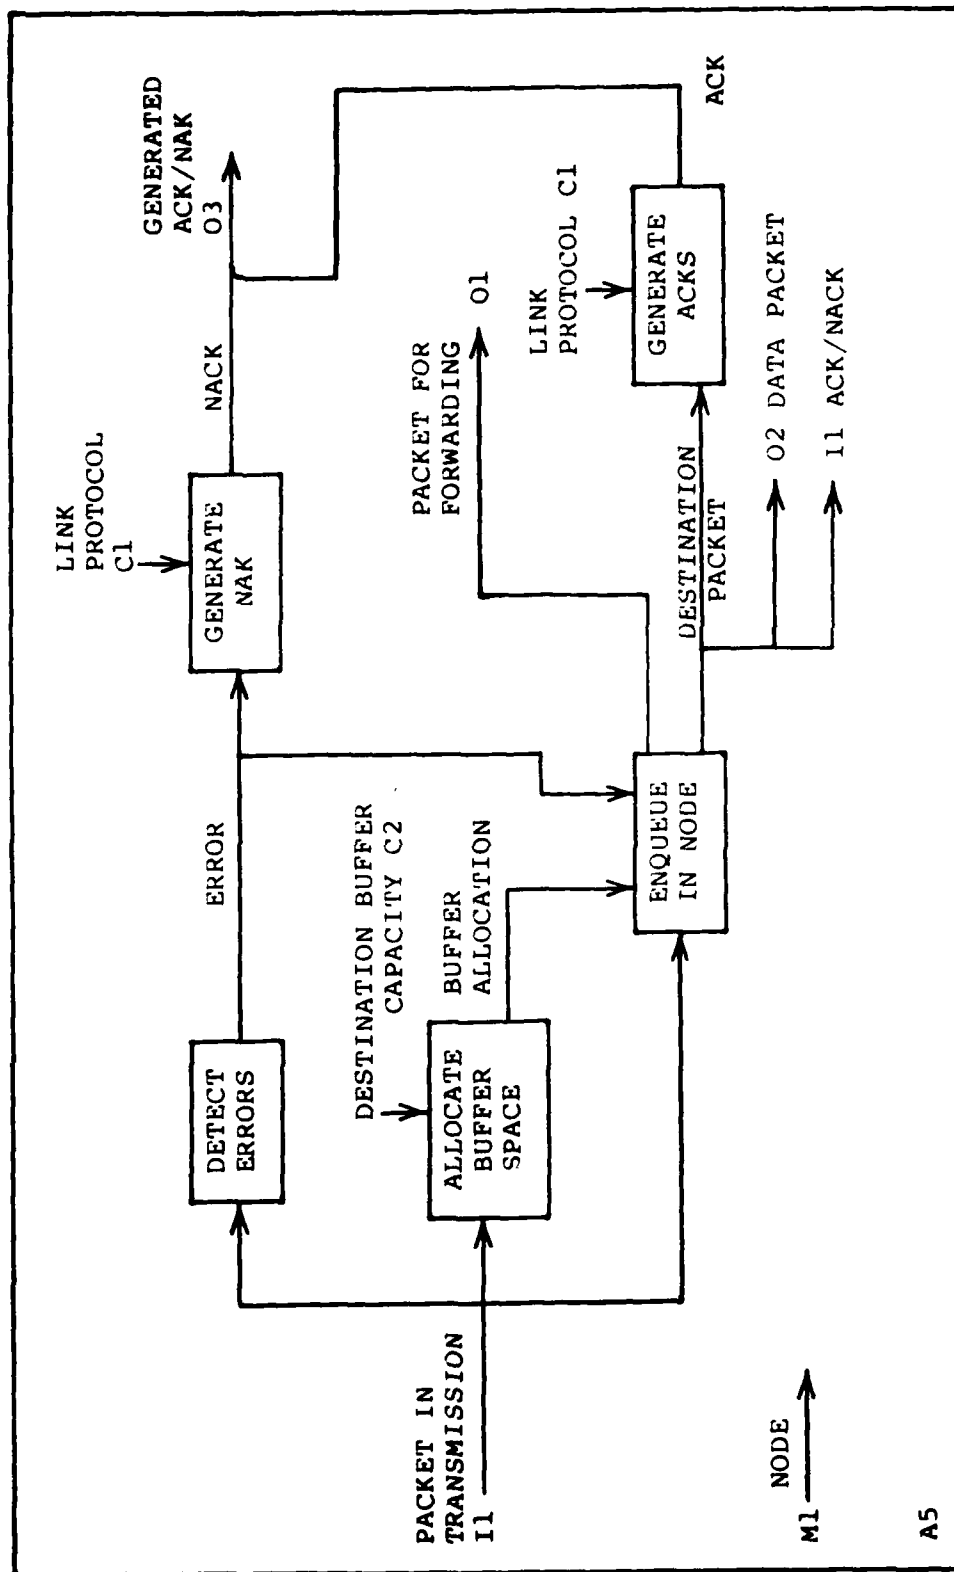 LINK
PROTOCOL
C1
GENERATED
ACK/NAK
O3
DETECT
ERRORS
ERROR
GENERATE
NAK
NACK
DESTINATION BUFFER
CAPACITY C2
PACKET FOR
FORWARDING
O1
PACKET IN
TRANSMISSION
I1
ALLOCATE
BUFFER
SPACE
BUFFER
ALLOCATION
LINK
PROTOCOL C1
ENQUEUE
IN NODE
DESTINATION
PACKET
GENERATE
ACKS
ACK
O2 DATA PACKET
I1 ACK/NACK
NODE
M1
A5